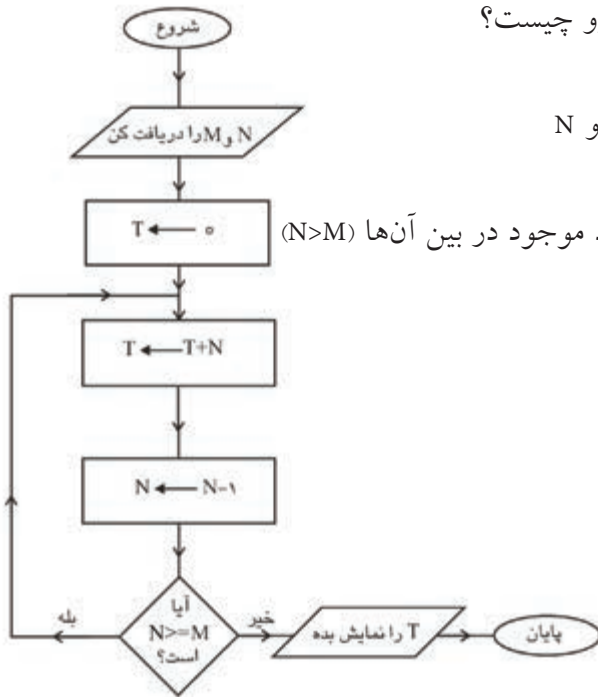 و چیست؟
و N
موجود در بین آن‌ها (N>M)
شروع
N و M را دریافت کن
T ← ۰
T ← T+N
N ← N-۱
آیا
N>=M
است؟
بله
خیر
T را نمایش بده
پایان